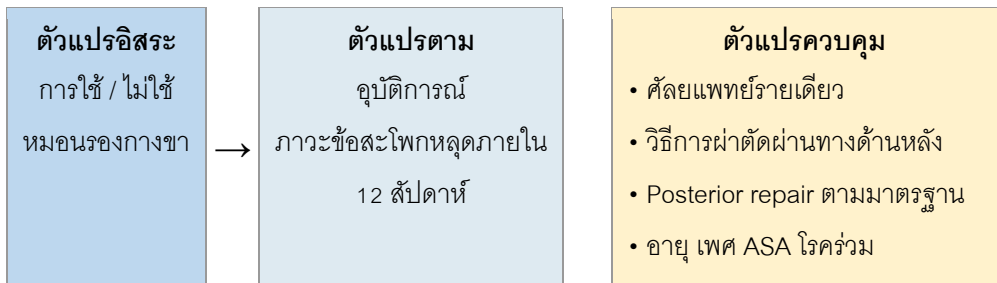 ตัวแปรอิสระ
การใช้ / ไม่ใช้
หมอนรองกางขา
→
ตัวแปรตาม
อุบัติการณ์
ภาวะข้อสะโพกหลุดภายใน
12 สัปดาห์
ตัวแปรควบคุม
• ศัลยแพทย์รายเดียว
• วิธีการผ่าตัดผ่านทางด้านหลัง
• Posterior repair ตามมาตรฐาน
• อายุ เพศ ASA โรคร่วม